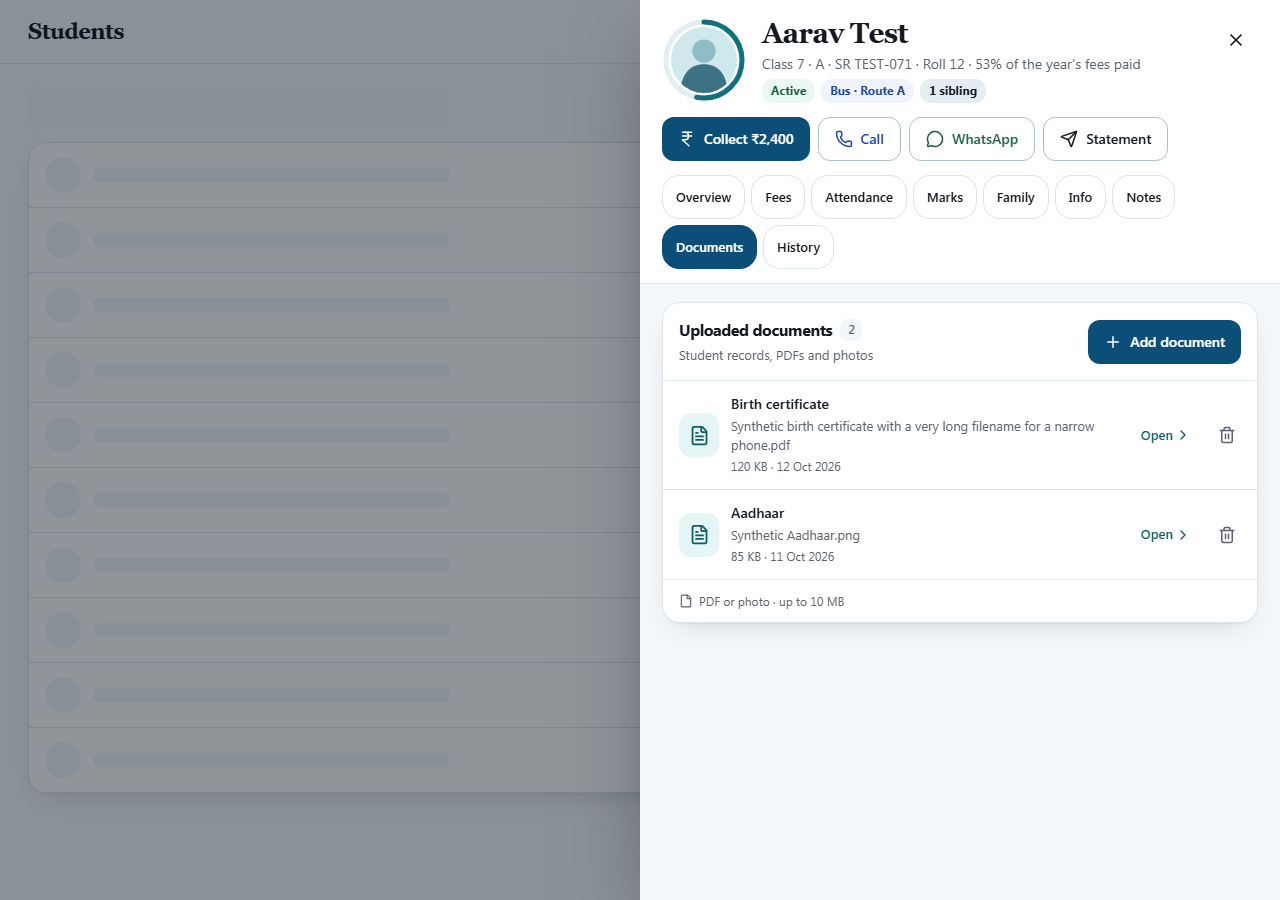 Students
Aarav Test
Class 7 · A · SR TEST-071 · Roll 12 · 53% of the year's fees paid
Active Bus · Route A 1 sibling
Collect ₹2,400 Call WhatsApp Statement
Overview Fees Attendance Marks Family Info Notes
Documents History
Uploaded documents 2
Student records, PDFs and photos
Add document
Birth certificate
Synthetic birth certificate with a very long filename for a narrow
phone.pdf
120 KB · 12 Oct 2026
Open
Aadhaar
Synthetic Aadhaar.png
85 KB · 11 Oct 2026
Open
PDF or photo · up to 10 MB